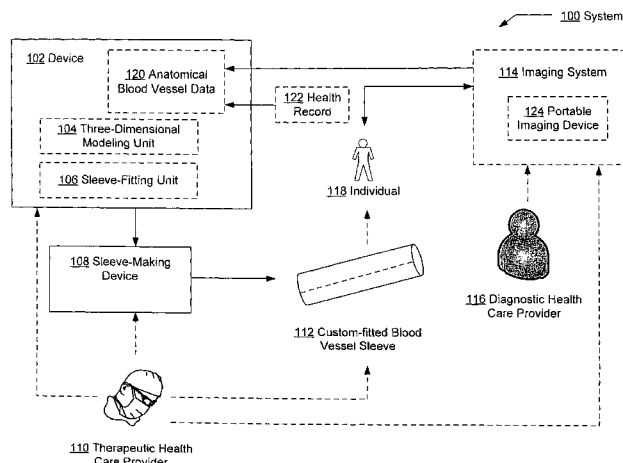 100 System
102 Device
120 Anatomical
Blood Vessel Data
122 Health
Record
114 Imaging System
124 Portable
Imaging Device
104 Three-Dimensional
Modeling Unit
106 Sleeve-Fitting Unit
118 Individual
108 Sleeve-Making
Device
112 Custom-fitted Blood
Vessel Sleeve
116 Diagnostic Health
Care Provider
110 Therapeutic Health
Care Provider